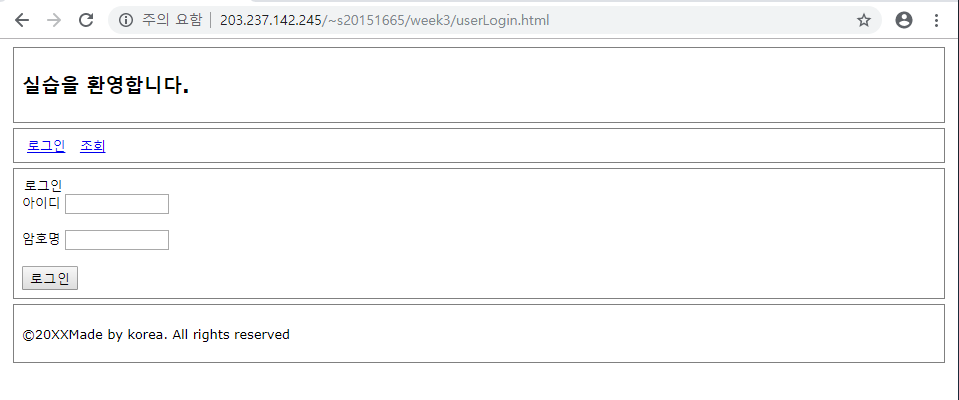 주의 요함 203.237.142.245/~s20151665/week3/userLogin.html
실습을 환영합니다.
로그인 조회
로그인
아이디
암호명
로그인
©20XXMade by korea. All rights reserved